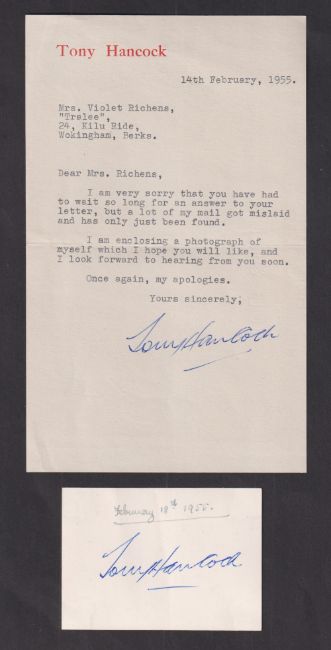 Tony Hancock
14th February, 1955.
Mrs. Violet Richens,
"Tralee",
24, Kilu Ride,
Wokingham, Berks.
Dear Mrs. Richens,
I am very sorry that you have had
to wait so long for an answer to your
letter, but a lot of my mail got mislaid
and has only just been found.
I am enclosing a photograph of
myself which I hope you will like, and
I look forward to hearing from you soon.
Once again, my apologies.
Yours sincerely,
Tony Hancock
February 18th 1955.
Tony Hancock